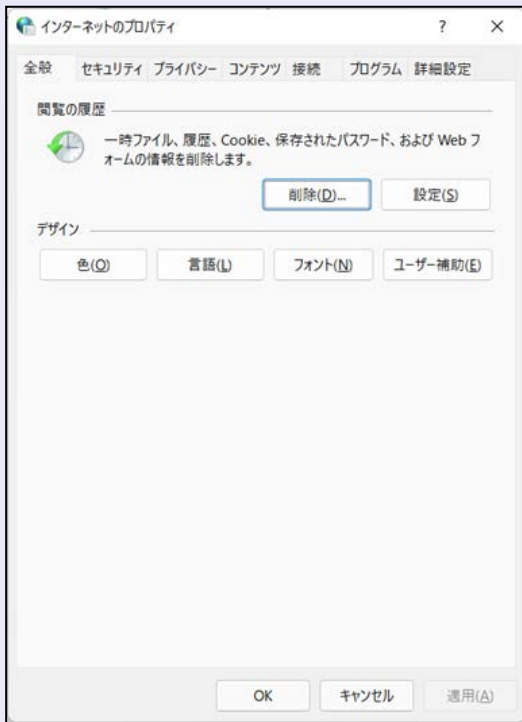 インターネットのプロパティ ? ×
全般 セキュリティ プライバシー コンテンツ 接続 プログラム 詳細設定
閲覧の履歴
一時ファイル、履歴、Cookie、保存されたパスワード、および Web フ
ォームの情報を削除します。
削除(D)... 設定(S)
デザイン
色(O) 言語(L) フォント(N) ユーザー補助(E)
OK キャンセル 適用(A)